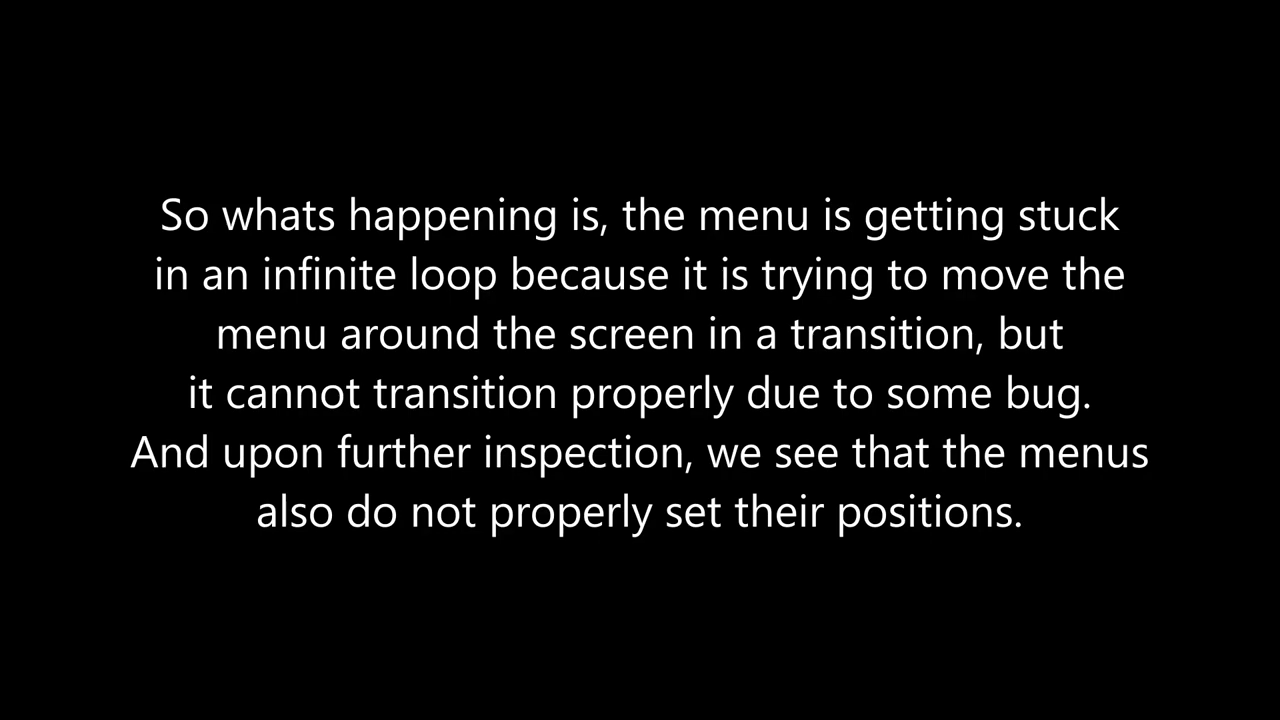 So whats happening is, the menu is getting stuck
in an infinite loop because it is trying to move the
menu around the screen in a transition, but
it cannot transition properly due to some bug.
And upon further inspection, we see that the menus
also do not properly set their positions.